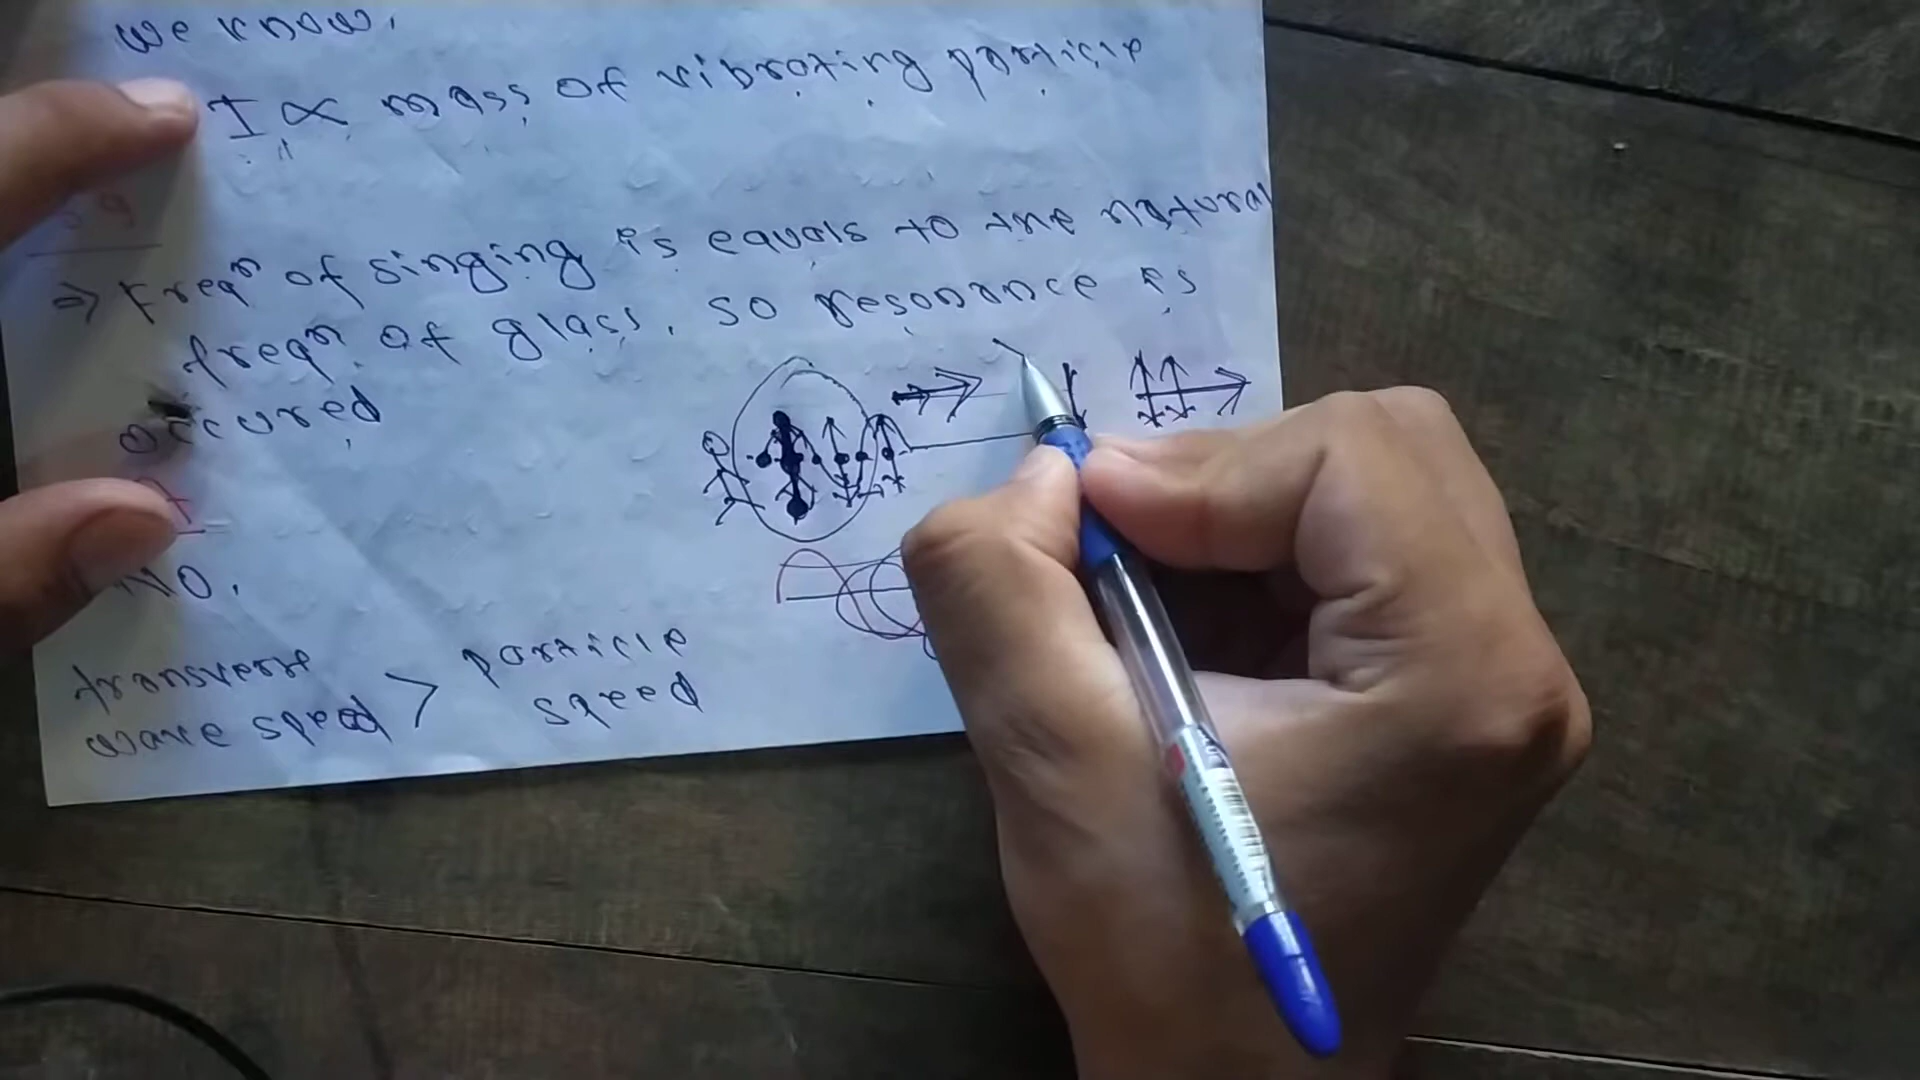 we know,
I ∝ mass of vibrating particle
59
⇒ Freqⁿ of singing is equals to the natural
freqⁿ of glass, so resonance is
occured
No.
transverse wave speed > particle speed